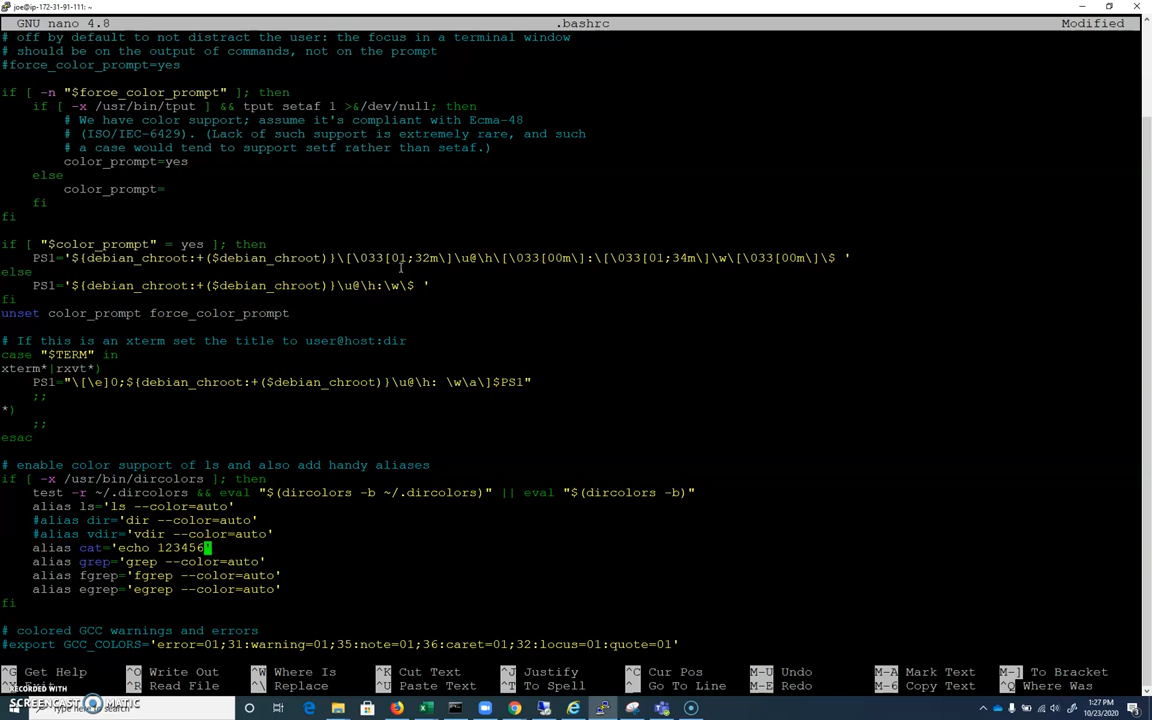 joe@ip-172-31-91-111: ~
GNU nano 4.8 .bashrc Modified
# off by default to not distract the user: the focus in a terminal window
# should be on the output of commands, not on the prompt
#force_color_prompt=yes
if [ -n "$force_color_prompt" ]; then
if [ -x /usr/bin/tput ] && tput setaf 1 >&/dev/null; then
# We have color support; assume it's compliant with Ecma-48
# (ISO/IEC-6429). (Lack of such support is extremely rare, and such
# a case would tend to support setf rather than setaf.)
color_prompt=yes
else
color_prompt=
fi
fi
if [ "$color_prompt" = yes ]; then
PS1='${debian_chroot:+($debian_chroot)}\[\033[01;32m\]\u@\h\[\033[00m\]:\[\033[01;34m\]\w\[\033[00m\]\$ '
else
PS1='${debian_chroot:+($debian_chroot)}\u@\h:\w\$ '
fi
unset color_prompt force_color_prompt
# If this is an xterm set the title to user@host:dir
case "$TERM" in
xterm*|rxvt*)
PS1="\[\e]0;${debian_chroot:+($debian_chroot)}\u@\h: \w\a\]$PS1"
;;
*)
;;
esac
# enable color support of ls and also add handy aliases
if [ -x /usr/bin/dircolors ]; then
test -r ~/.dircolors && eval "$(dircolors -b ~/.dircolors)" || eval "$(dircolors -b)"
alias ls='ls --color=auto'
#alias dir='dir --color=auto'
#alias vdir='vdir --color=auto'
alias cat='echo 123456'
alias grep='grep --color=auto'
alias fgrep='fgrep --color=auto'
alias egrep='egrep --color=auto'
fi
# colored GCC warnings and errors
#export GCC_COLORS='error=01;31:warning=01;35:note=01;36:caret=01;32:locus=01:quote=01'
^G Get Help ^O Write Out ^W Where Is ^K Cut Text ^J Justify ^C Cur Pos M-U Undo M-A Mark Text M-] To Bracket
^X Exit ^R Read File ^\ Replace ^U Paste Text ^T To Spell ^_ Go To Line M-E Redo M-6 Copy Text ^Q Where Was
RECORDED WITH
SCREENCAST MATIC
Type here to search
1:27 PM
10/23/2020